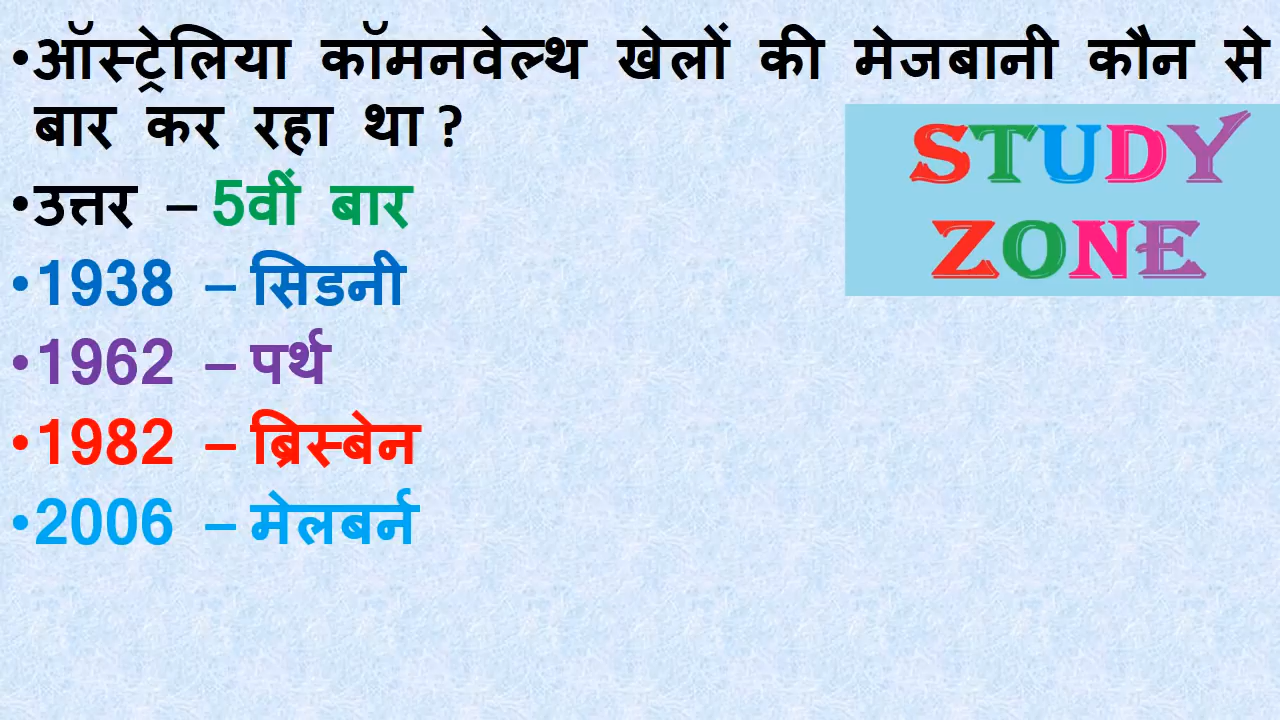 •ऑस्ट्रेलिया कॉमनवेल्थ खेलों की मेजबानी कौन से
बार कर रहा था ?
•उत्तर – 5वीं बार
•1938 – सिडनी
•1962 – पर्थ
•1982 – ब्रिस्बेन
•2006 – मेलबर्न
STUDY
ZONE